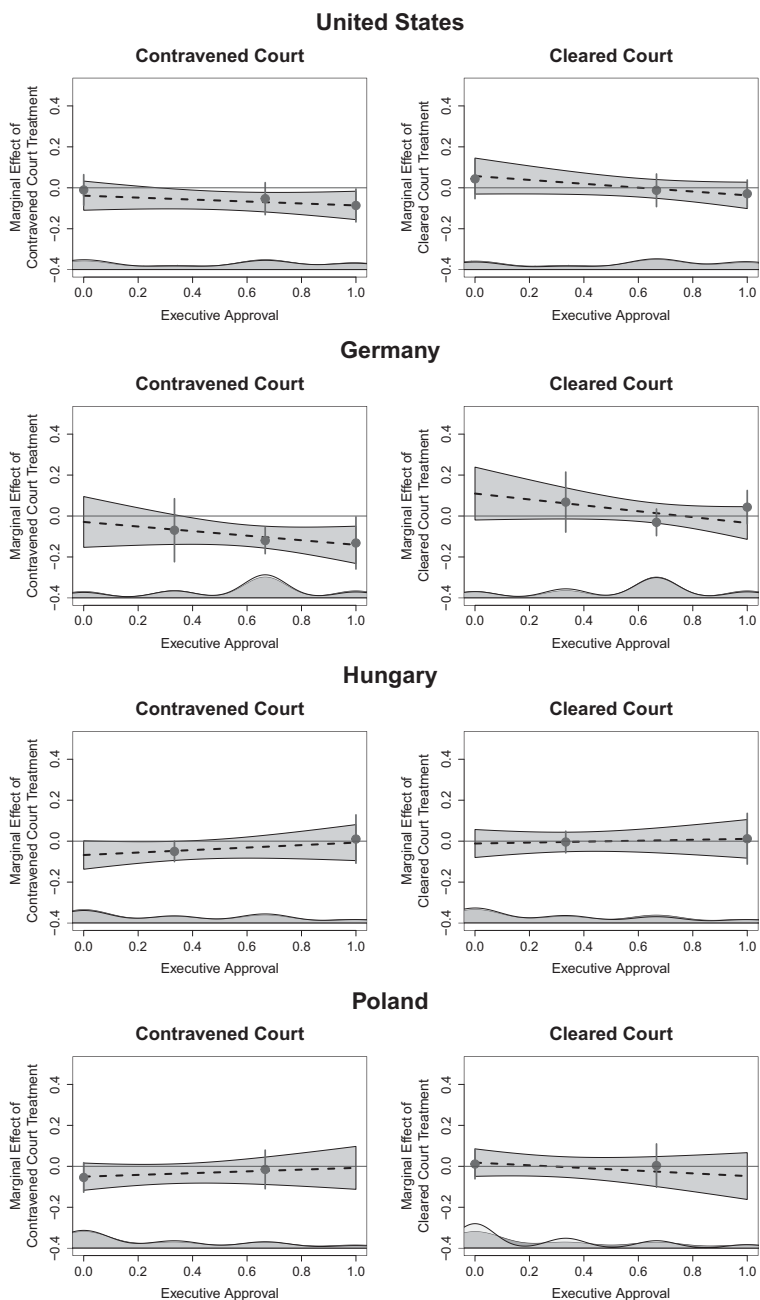 United States
Contravened Court
Marginal Effect of
Contravened Court Treatment
0.4
0.2
0.0
−0.2
−0.4
0.0 0.2 0.4 0.6 0.8 1.0
Executive Approval
Cleared Court
Marginal Effect of
Cleared Court Treatment
0.4
0.2
0.0
−0.2
−0.4
0.0 0.2 0.4 0.6 0.8 1.0
Executive Approval
Germany
Contravened Court
Marginal Effect of
Contravened Court Treatment
0.4
0.2
0.0
−0.2
−0.4
0.0 0.2 0.4 0.6 0.8 1.0
Executive Approval
Cleared Court
Marginal Effect of
Cleared Court Treatment
0.4
0.2
0.0
−0.2
−0.4
0.0 0.2 0.4 0.6 0.8 1.0
Executive Approval
Hungary
Contravened Court
Marginal Effect of
Contravened Court Treatment
0.4
0.2
0.0
−0.2
−0.4
0.0 0.2 0.4 0.6 0.8 1.0
Executive Approval
Cleared Court
Marginal Effect of
Cleared Court Treatment
0.4
0.2
0.0
−0.2
−0.4
0.0 0.2 0.4 0.6 0.8 1.0
Executive Approval
Poland
Contravened Court
Marginal Effect of
Contravened Court Treatment
0.4
0.2
0.0
−0.2
−0.4
0.0 0.2 0.4 0.6 0.8 1.0
Executive Approval
Cleared Court
Marginal Effect of
Cleared Court Treatment
0.4
0.2
0.0
−0.2
−0.4
0.0 0.2 0.4 0.6 0.8 1.0
Executive Approval